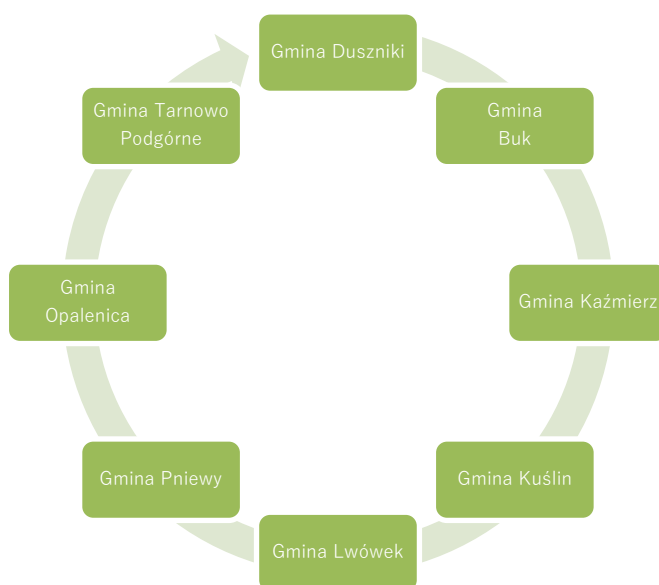 Gmina Duszniki
Gmina
Buk
Gmina Kaźmierz
Gmina Kuślin
Gmina Lwówek
Gmina Pniewy
Gmina
Opalenica
Gmina Tarnowo
Podgórne